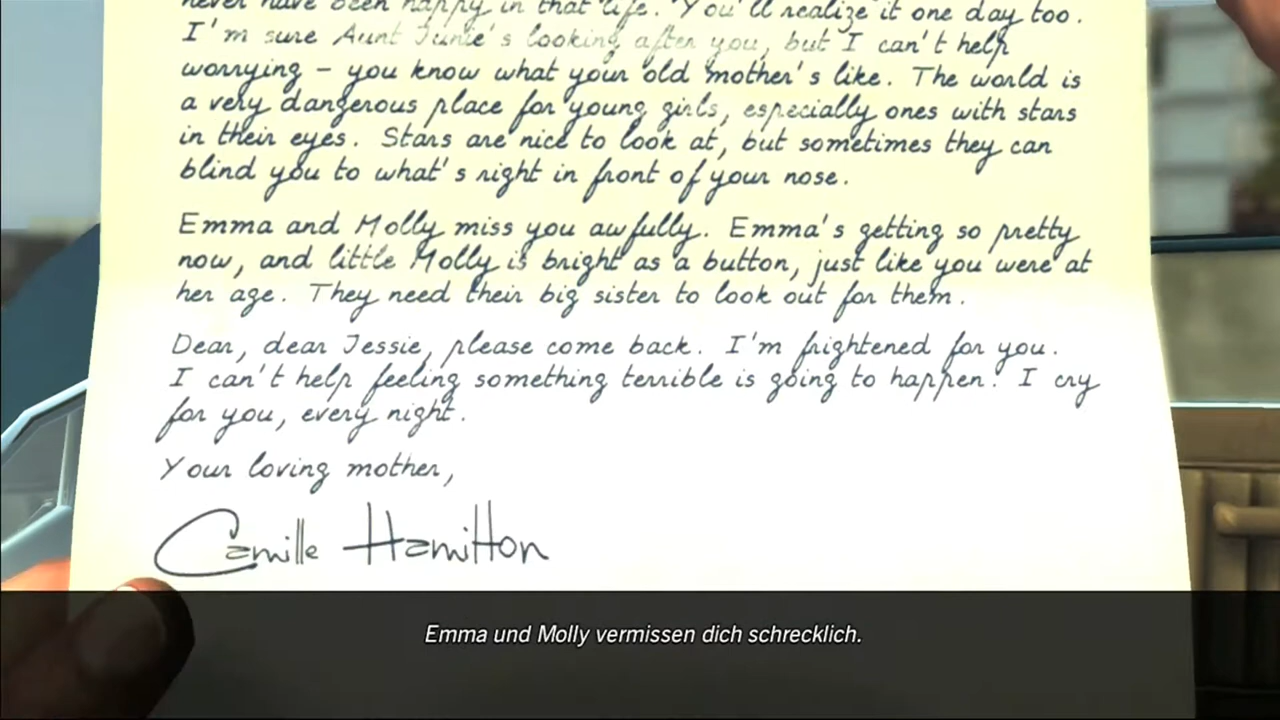 never have been happy in that life. You'll realize it one day too.
I'm sure Aunt Junie's looking after you, but I can't help
worrying – you know what your old mother's like. The world is
a very dangerous place for young girls, especially ones with stars
in their eyes. Stars are nice to look at, but sometimes they can
blind you to what's right in front of your nose.
Emma and Molly miss you awfully. Emma's getting so pretty
now, and little Molly is bright as a button, just like you were at
her age. They need their big sister to look out for them.
Dear, dear Jessie, please come back. I'm frightened for you.
I can't help feeling something terrible is going to happen. I cry
for you, every night.
Your loving mother,
Camille Hamilton
Emma und Molly vermissen dich schrecklich.